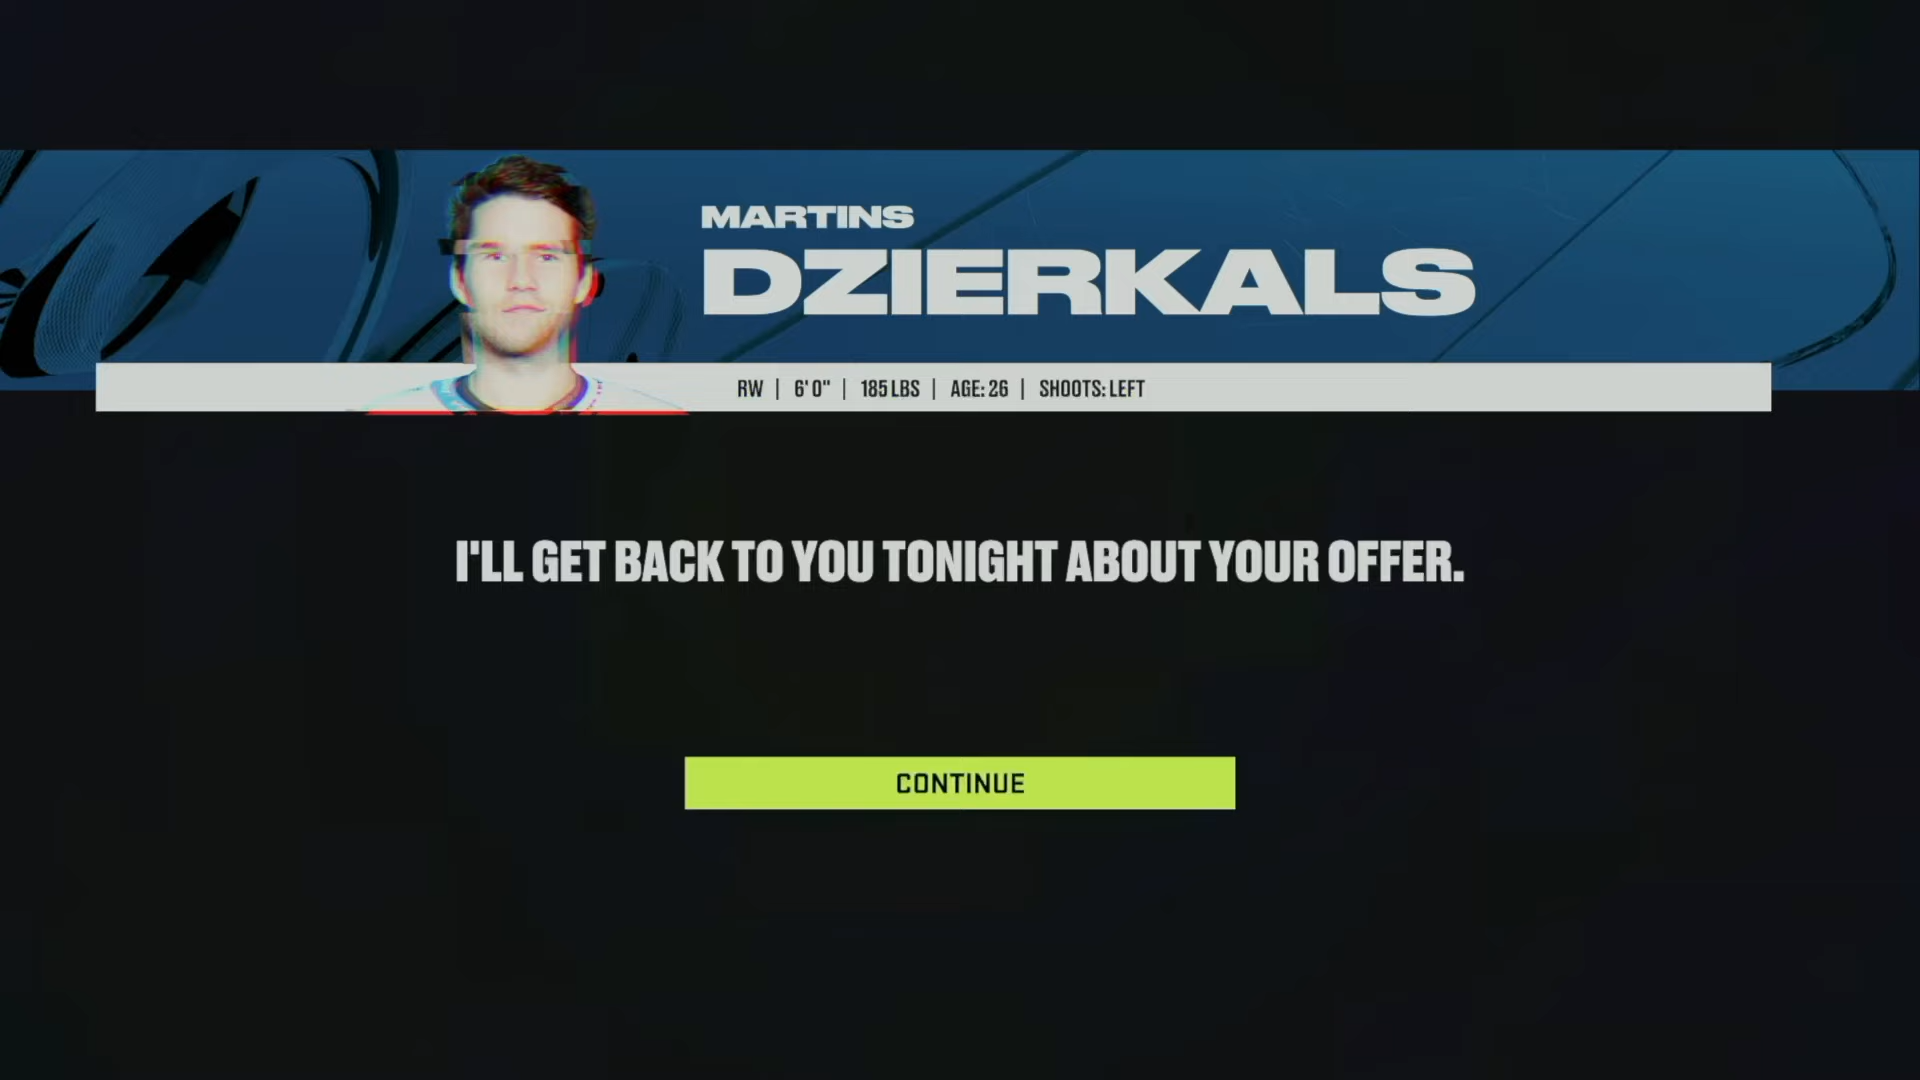 MARTINS
DZIERKALS
RW | 6'0" | 185 LBS | AGE: 26 | SHOOTS: LEFT
I'LL GET BACK TO YOU TONIGHT ABOUT YOUR OFFER.
CONTINUE